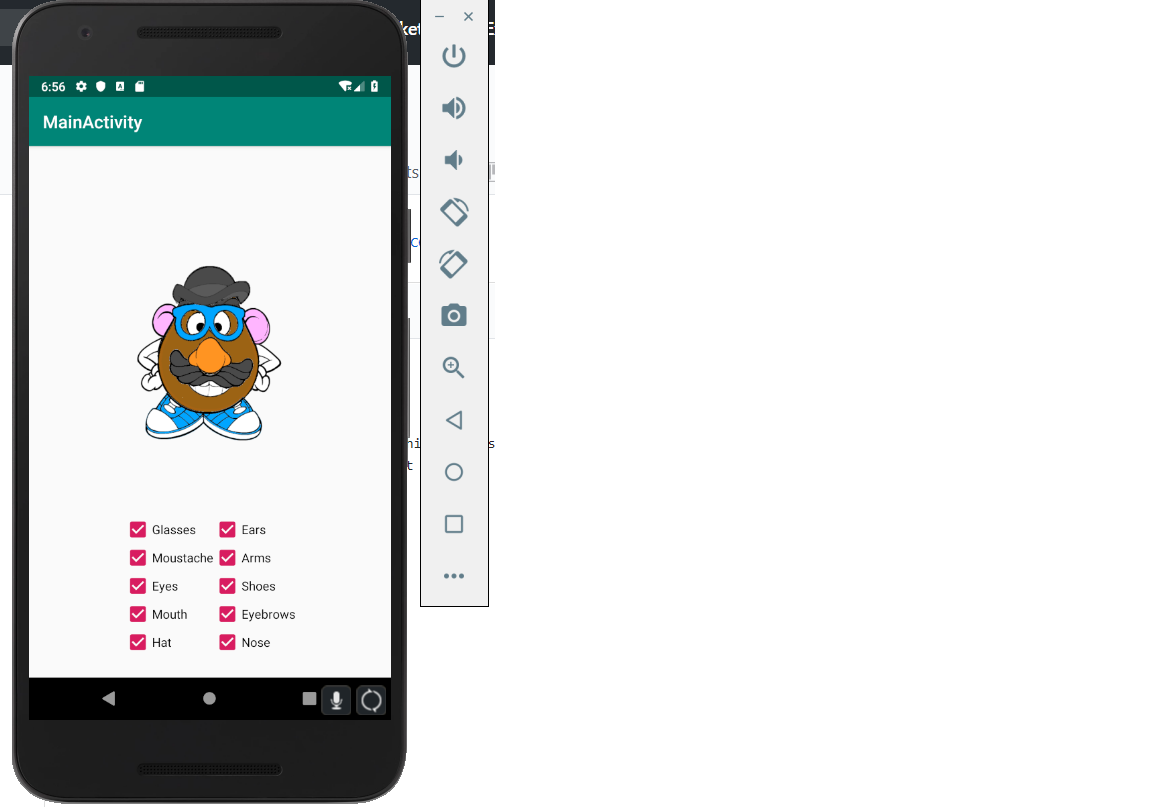 6:56
MainActivity
Glasses Ears
Moustache Arms
Eyes Shoes
Mouth Eyebrows
Hat Nose